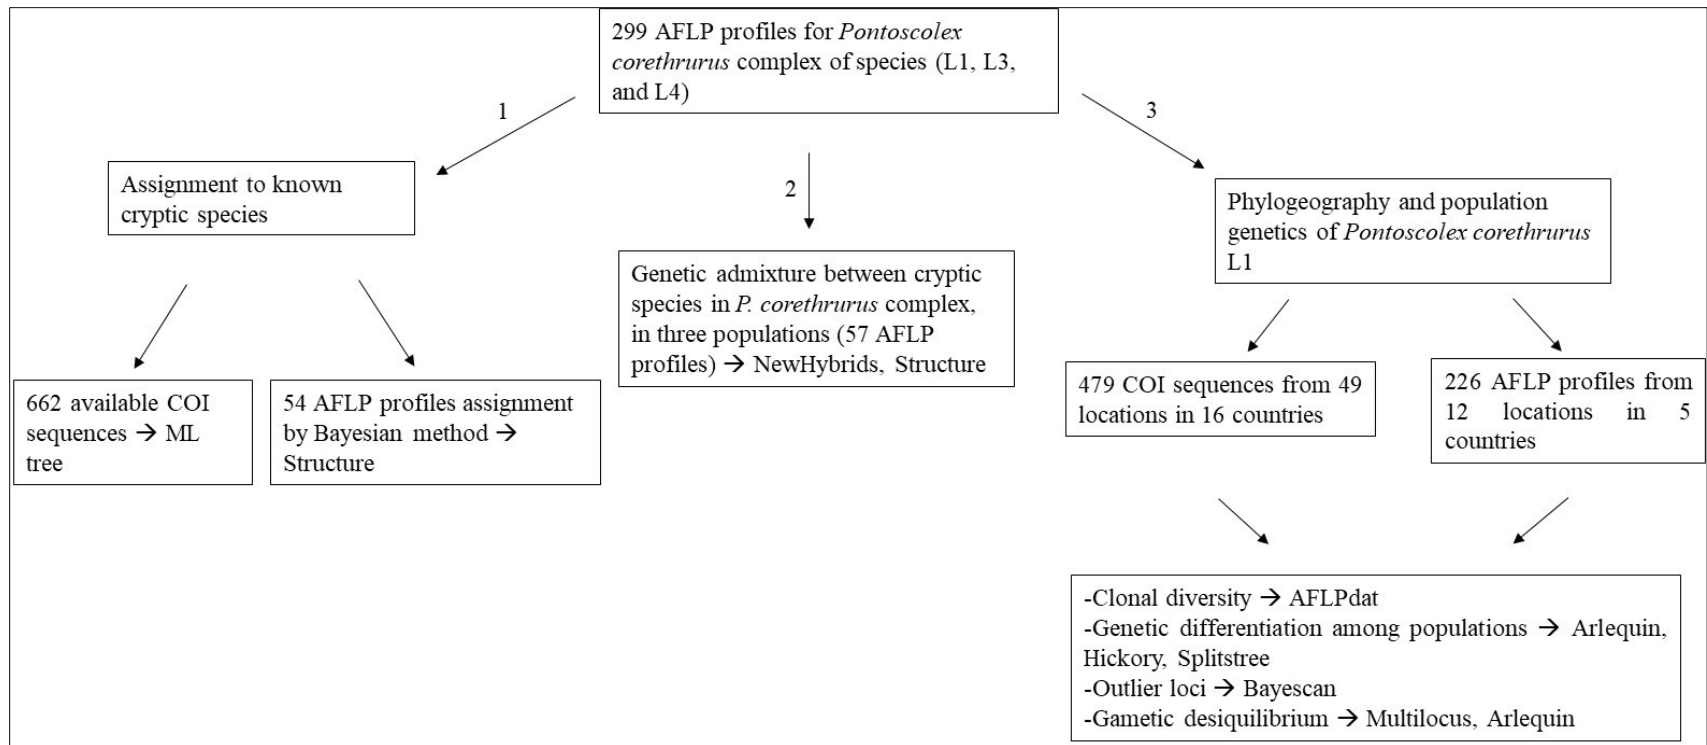 299 AFLP profiles for Pontoscolex
corethrurus complex of species (L1, L3,
and L4)
1
2
3
Assignment to known
cryptic species
Genetic admixture between cryptic
species in P. corethrurus complex,
in three populations (57 AFLP
profiles) → NewHybrids, Structure
Phylogeography and population
genetics of Pontoscolex corethrurus
L1
662 available COI
sequences → ML
tree
54 AFLP profiles assignment
by Bayesian method →
Structure
479 COI sequences from 49
locations in 16 countries
226 AFLP profiles from
12 locations in 5
countries
-Clonal diversity → AFLPdat
-Genetic differentiation among populations → Arlequin,
Hickory, Splitstree
-Outlier loci → Bayescan
-Gametic desiquilibrium → Multilocus, Arlequin